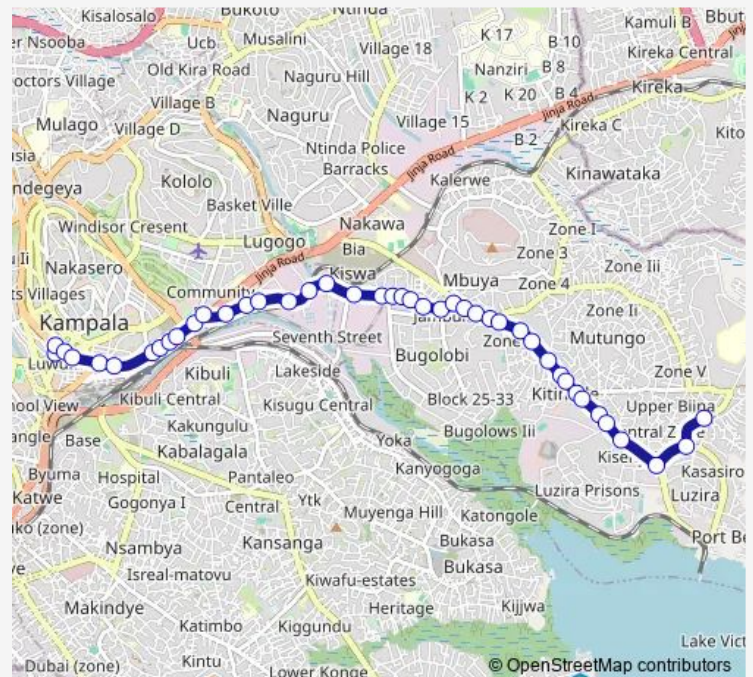 Kisalosalo
Bukoto
Ntinda
K 17
Kamuli B
Bbut
er Nsooba
Ucb
Musalini
Village 18
B 10
Kireka Central
octors Village
Old Kira Road
Naguru Hill
Nanziri
B 8
Kireka
Village B
K 2
K 20
B 4
Jinja Road
Mulago
Village D
Naguru
Village 15
Kireka C
B 2
Kito
Ntinda Police
Barracks
Jinja Road
Kalerwe
Kinawataka
ndegeya
Kololo
Basket Ville
Windsor Cresent
Nakawa
Zone I
Lugogo
Bia
Zone 3
Nakasero
Jinja Road
Kiswa
Mbuya
Zone 4
Zone Iii
ts Villages
Community
Zone Ii
Kampala
Seventh Street
Mutungo
Bugolobi
Kibuli
Lakeside
Zone V
ool View
Kibuli Central
Kisugu Central
Block 25-33
Upper Biina
angle
Base
Kakungulu
Yoka
Bugolows Iii
Kabalagala
Kasasiro
Byuma
Hospital
Pantaleo
Kanyogoga
Luzira Prisons
Luzira
Katwe
Gogonya I
Central
Ytk
Muyenga Hill
Katongole
Port Be
ko (zone)
Nsambya
Kansanga
Bukasa
Isreal-matovu
Kiwafu-estates
Bukasa
Makindye
Heritage
Kijjwa
Katimbo
Kiggundu
Lake Vict
Dubai (zone)
Kintu
Lower Konge
© OpenStreetMap contributors